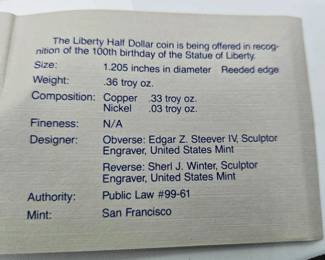 The Liberty Half Dollar coin is being offered in recog-
nition of the 100th birthday of the Statue of Liberty.
Size: 1.205 inches in diameter Reeded edge
Weight: .36 troy oz.
Composition: Copper .33 troy oz.
Nickel .03 troy oz.
Fineness: N/A
Designer: Obverse: Edgar Z. Steever IV, Sculptor
Engraver, United States Mint
Reverse: Sherl J. Winter, Sculptor
Engraver, United States Mint
Authority: Public Law #99-61
Mint: San Francisco